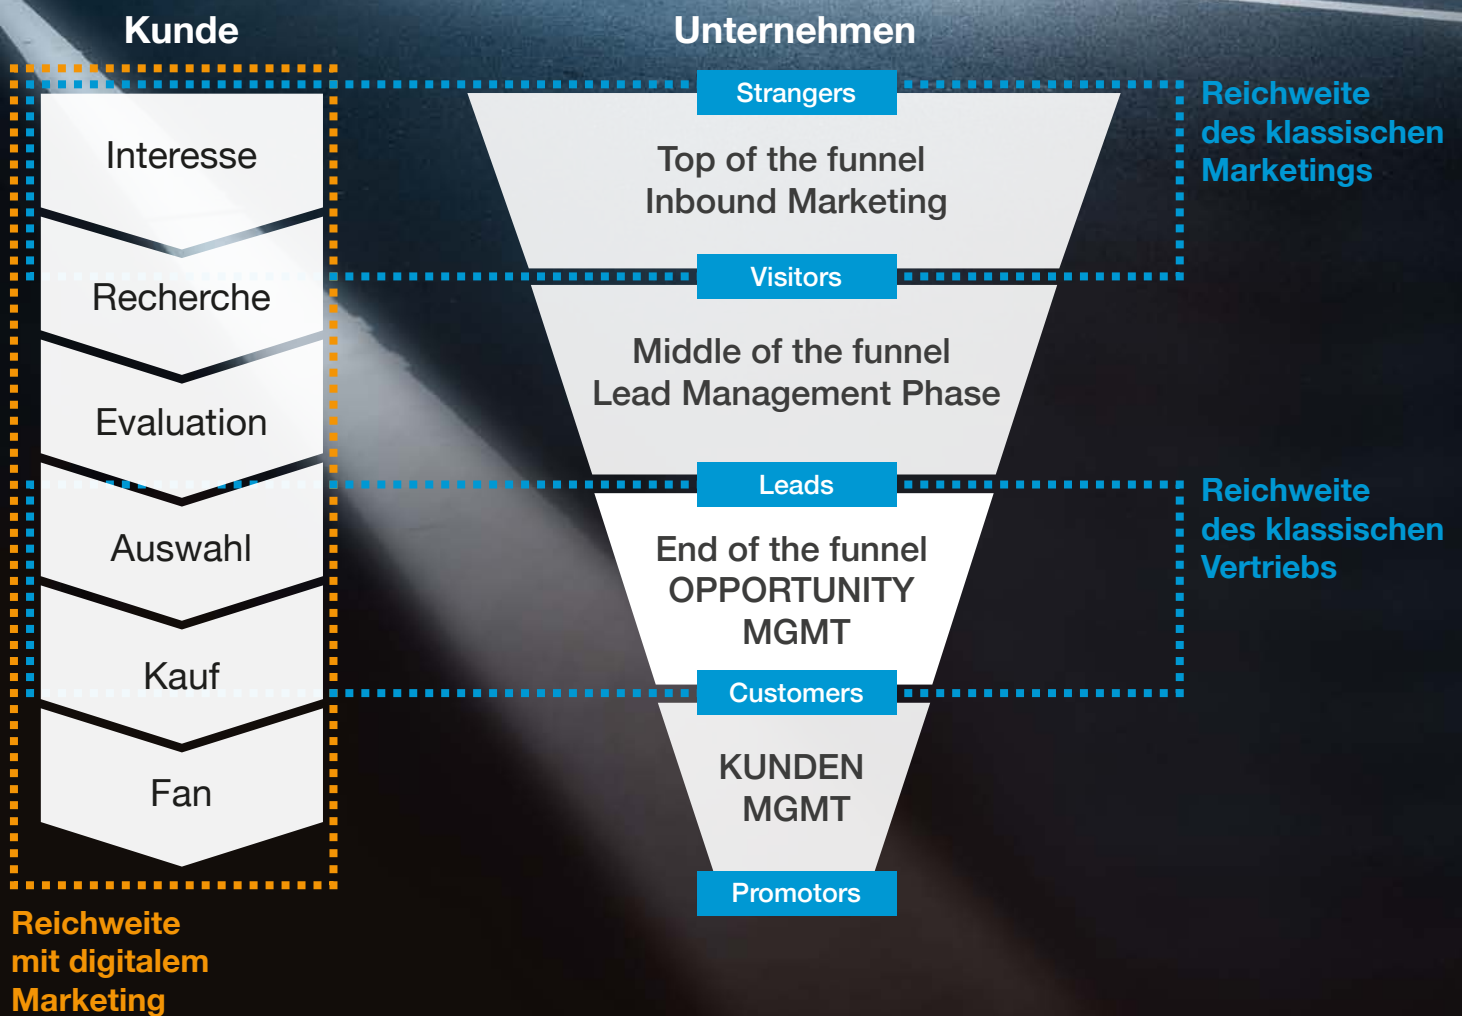 Kunde
Unternehmen
Interesse
Recherche
Evaluation
Auswahl
Kauf
Fan
Reichweite
mit digitalem
Marketing
Strangers
Top of the funnel
Inbound Marketing
Visitors
Middle of the funnel
Lead Management Phase
Leads
End of the funnel
OPPORTUNITY
MGMT
Customers
KUNDEN
MGMT
Promotors
Reichweite
des klassischen
Marketings
Reichweite
des klassischen
Vertriebs